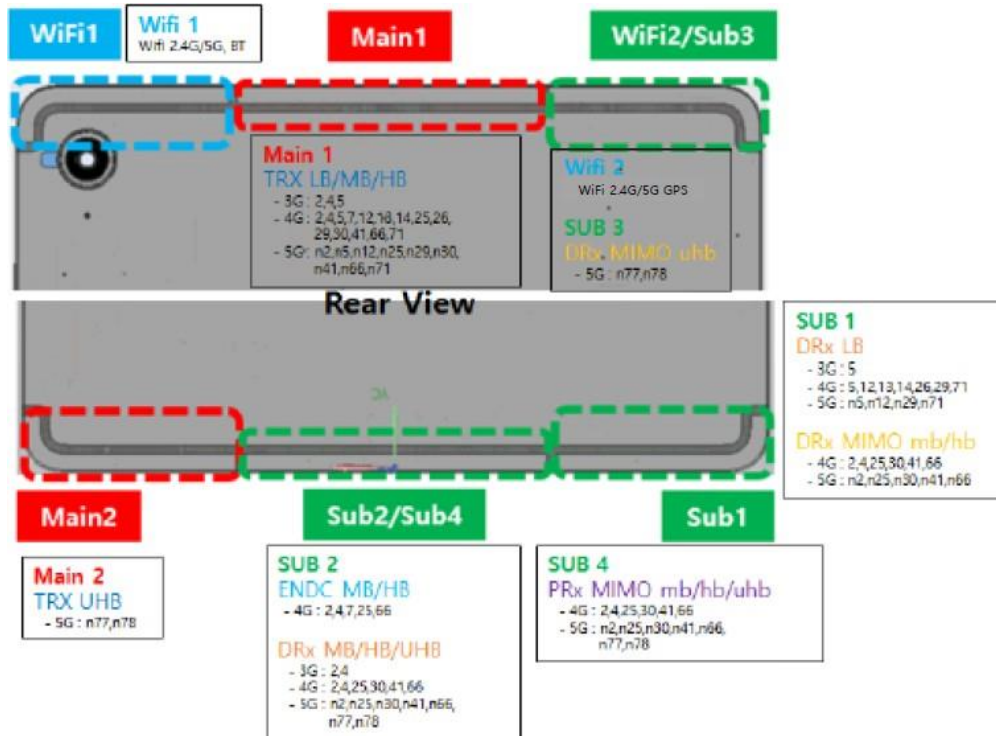 WiFi1
Wifi 1
Wifi 2.4G/5G, BT
Main1
WiFi2/Sub3
Main 1
TRX LB/MB/HB
- 3G : 2,4,5
- 4G : 2,4,5,7,12,13,14,25,26,
29,30,41,66,71
- 5G : n2,n5,n12,n25,n29,n30,
n41,n66,n71
Wifi 2
WiFi 2.4G/5G GPS
SUB 3
DRx MIMO uhb
- 5G : n77,n78
Rear View
SUB 1
DRx LB
- 3G : 5
- 4G : 5,12,13,14,26,29,71
- 5G : n5,n12,n29,n71
DRx MIMO mb/hb
- 4G : 2,4,25,30,41,66
- 5G : n2,n25,n30,n41,n66
Main2
Sub2/Sub4
Sub1
Main 2
TRX UHB
- 5G : n77,n78
SUB 2
ENDC MB/HB
- 4G : 2,4,7,25,66
DRx MB/HB/UHB
- 3G : 2,4
- 4G : 2,4,25,30,41,66
- 5G : n2,n25,n30,n41,n66,
n77,n78
SUB 4
PRx MIMO mb/hb/uhb
- 4G : 2,4,25,30,41,66
- 5G : n2,n25,n30,n41,n66,
n77,n78